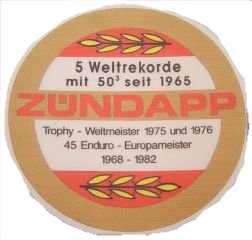 5 Weltrekorde
mit 50³ seit 1965
ZÜNDAPP
Trophy - Weltmeister 1975 und 1976
45 Enduro - Europameister
1968 - 1982